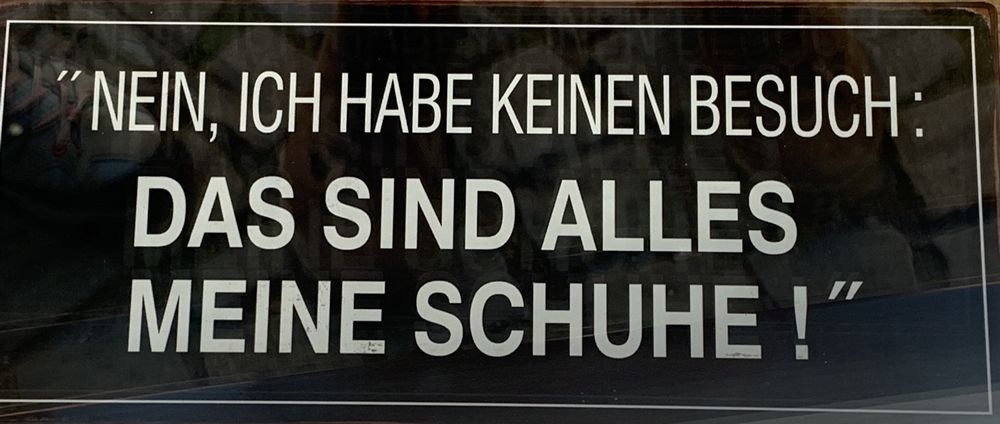 "NEIN, ICH HABE KEINEN BESUCH :
DAS SIND ALLES
MEINE SCHUHE !"